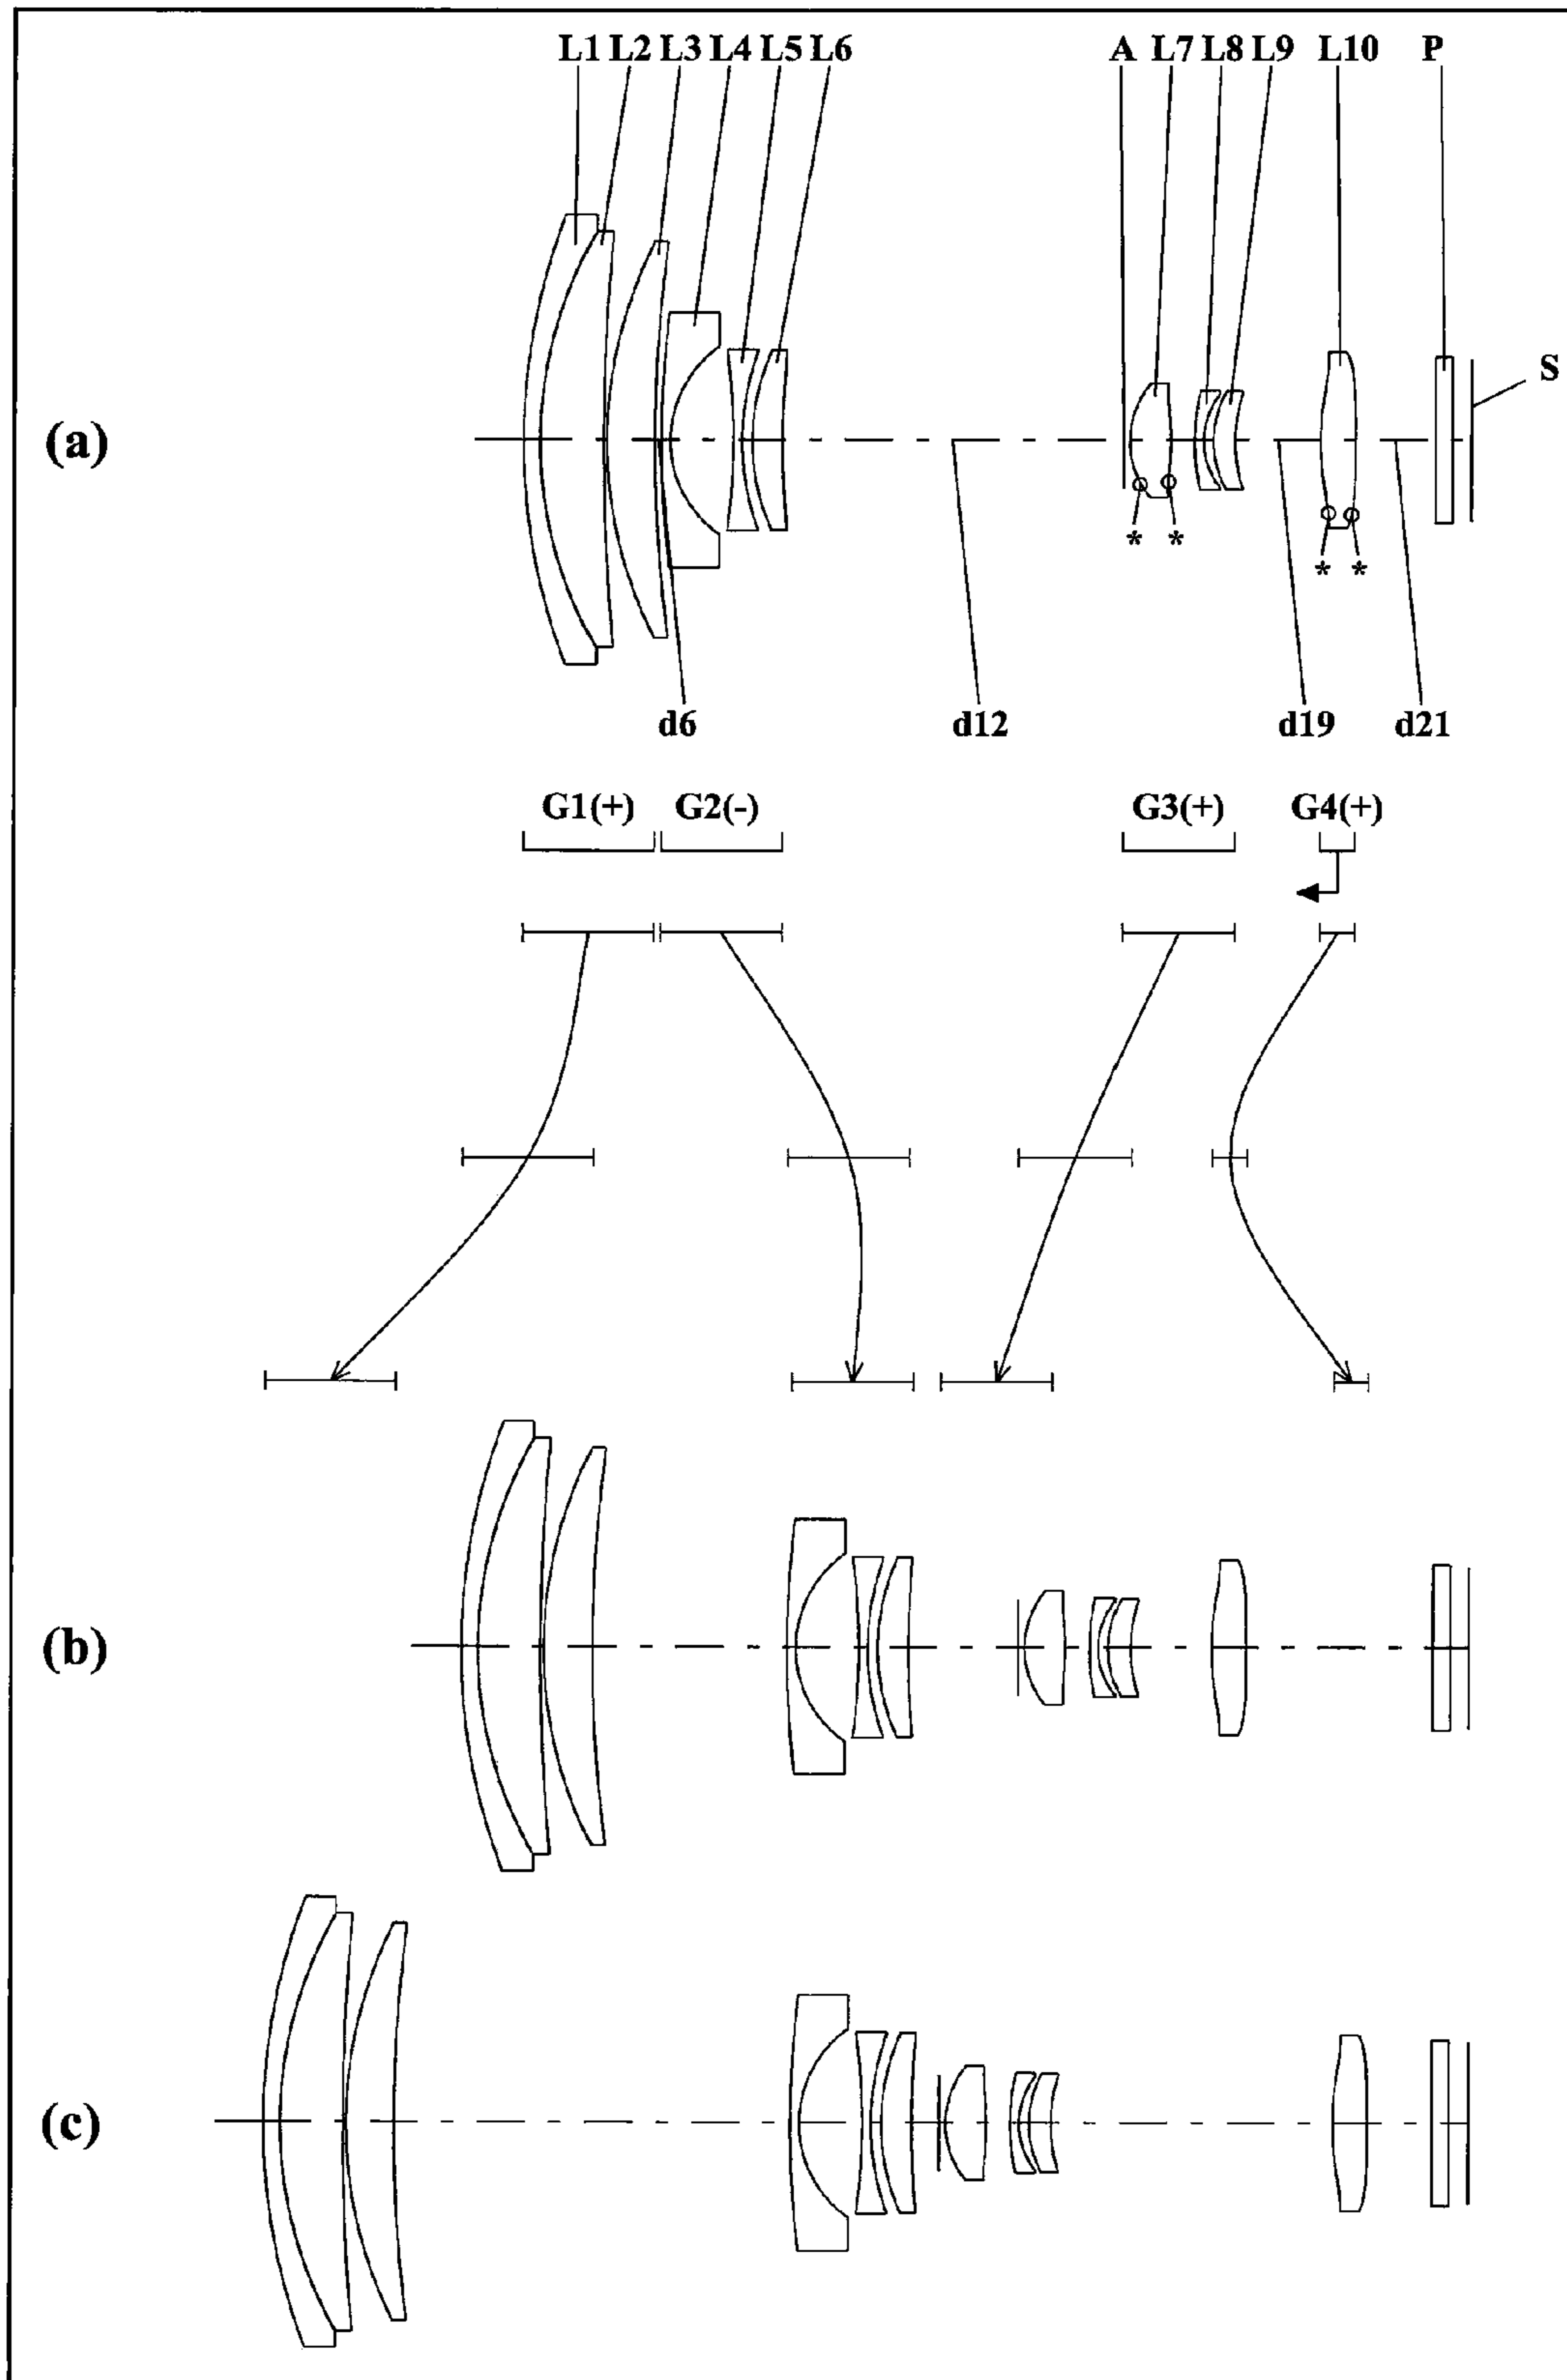 L1 L2 L3 L4 L5 L6 A L7 L8 L9 L10 P
S
(a)
* * * *
d6 d12 d19 d21
G1(+) G2(-) G3(+) G4(+)
(b)
(c)